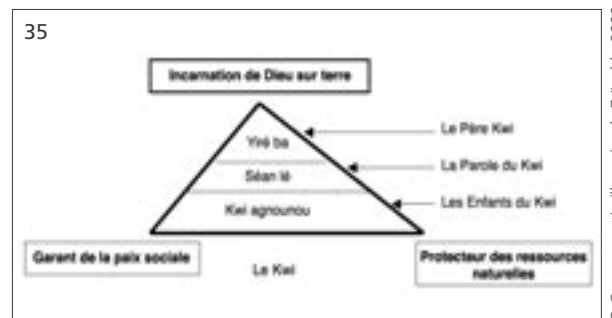 35
Incarnation de Dieu sur terre
Yiré ba
Le Père Kwi
Séan lé
La Parole du Kwi
Kwi agnounou
Les Enfants du Kwi
Garant de la paix sociale
Le Kwi
Protecteur des ressources
naturelles